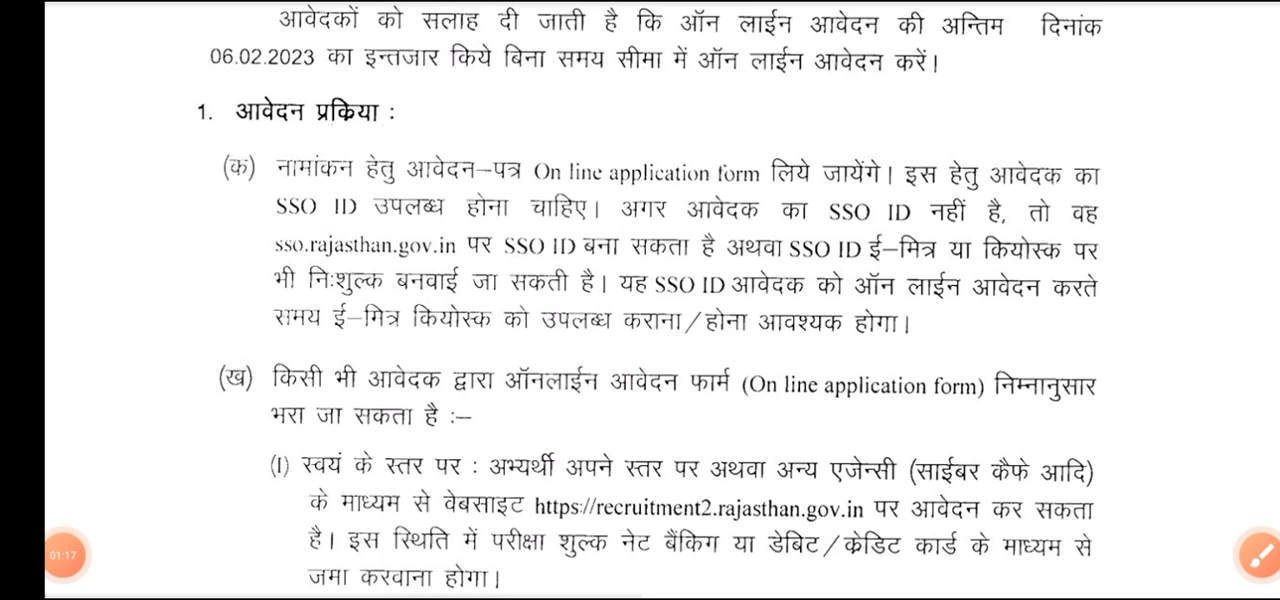 आवेदकों को सलाह दी जाती है कि ऑन लाईन आवेदन की अन्तिम दिनांक
06.02.2023 का इन्तजार किये बिना समय सीमा में ऑन लाईन आवेदन करें।
1. आवेदन प्रक्रिया :
(क) नामांकन हेतु आवेदन–पत्र On line application form लिये जायेंगे। इस हेतु आवेदक का
SSO ID उपलब्ध होना चाहिए। अगर आवेदक का SSO ID नहीं है, तो वह
sso.rajasthan.gov.in पर SSO ID बना सकता है अथवा SSO ID ई–मित्र या कियोस्क पर
भी निःशुल्क बनवाई जा सकती है। यह SSO ID आवेदक को ऑन लाईन आवेदन करते
समय ई–मित्र कियोस्क को उपलब्ध कराना/होना आवश्यक होगा।
(ख) किसी भी आवेदक द्वारा ऑनलाईन आवेदन फार्म (On line application form) निम्नानुसार
भरा जा सकता है :–
(I) स्वयं के स्तर पर : अभ्यर्थी अपने स्तर पर अथवा अन्य एजेन्सी (साईबर कैफे आदि)
के माध्यम से वेबसाइट https://recruitment2.rajasthan.gov.in पर आवेदन कर सकता
है। इस स्थिति में परीक्षा शुल्क नेट बैंकिग या डेबिट/क्रेडिट कार्ड के माध्यम से
जमा करवाना होगा।
01:17